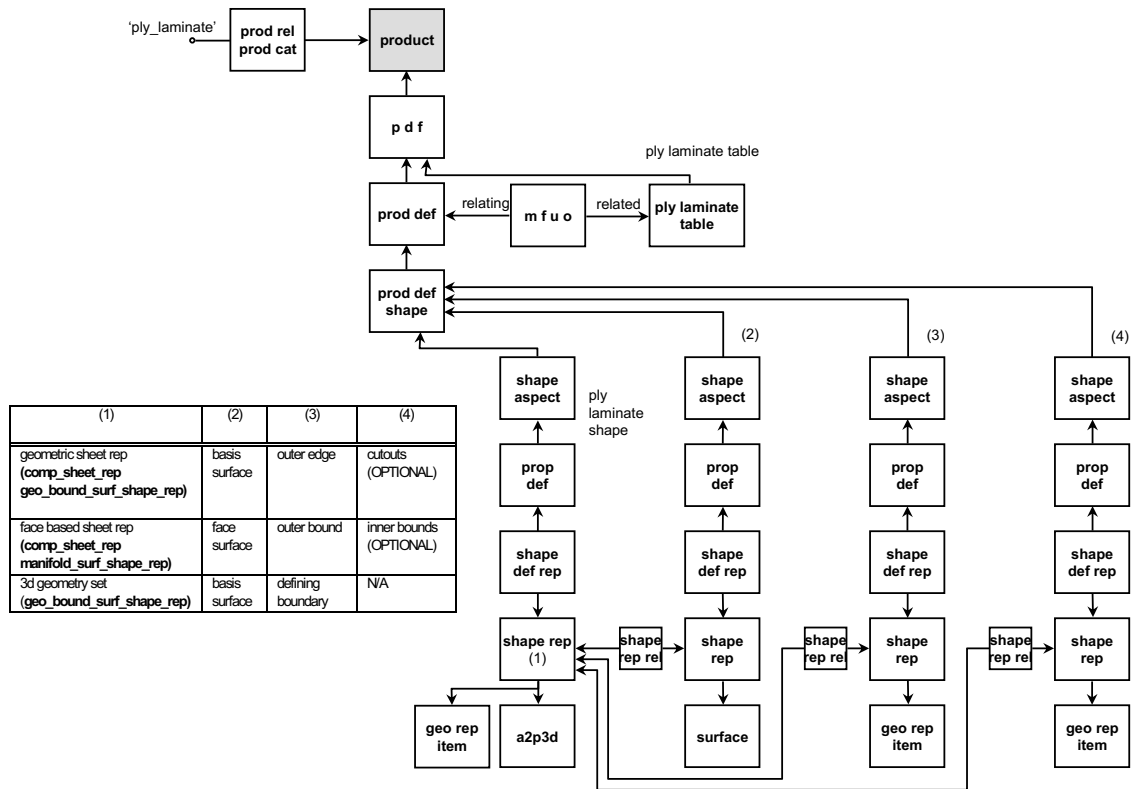 ‘ply_laminate’
prod rel
prod cat
product
p d f
ply laminate table
prod def
relating
m f u o
related
ply laminate
table
prod def
shape
(2)
(3)
(4)
shape
aspect
ply
laminate
shape
shape
aspect
shape
aspect
shape
aspect
(1)
(2)
(3)
(4)
geometric sheet rep
(comp_sheet_rep
geo_bound_surf_shape_rep)
basis
surface
outer edge
cutouts
(OPTIONAL)
face based sheet rep
(comp_sheet_rep
manifold_surf_shape_rep)
face
surface
outer bound
inner bounds
(OPTIONAL)
3d geometry set
(geo_bound_surf_shape_rep)
basis
surface
defining
boundary
N/A
prop
def
prop
def
prop
def
prop
def
shape
def rep
shape
def rep
shape
def rep
shape
def rep
shape rep
(1)
shape
rep rel
shape
rep
shape
rep rel
shape
rep
shape
rep rel
shape
rep
geo rep
item
a2p3d
surface
geo rep
item
geo rep
item